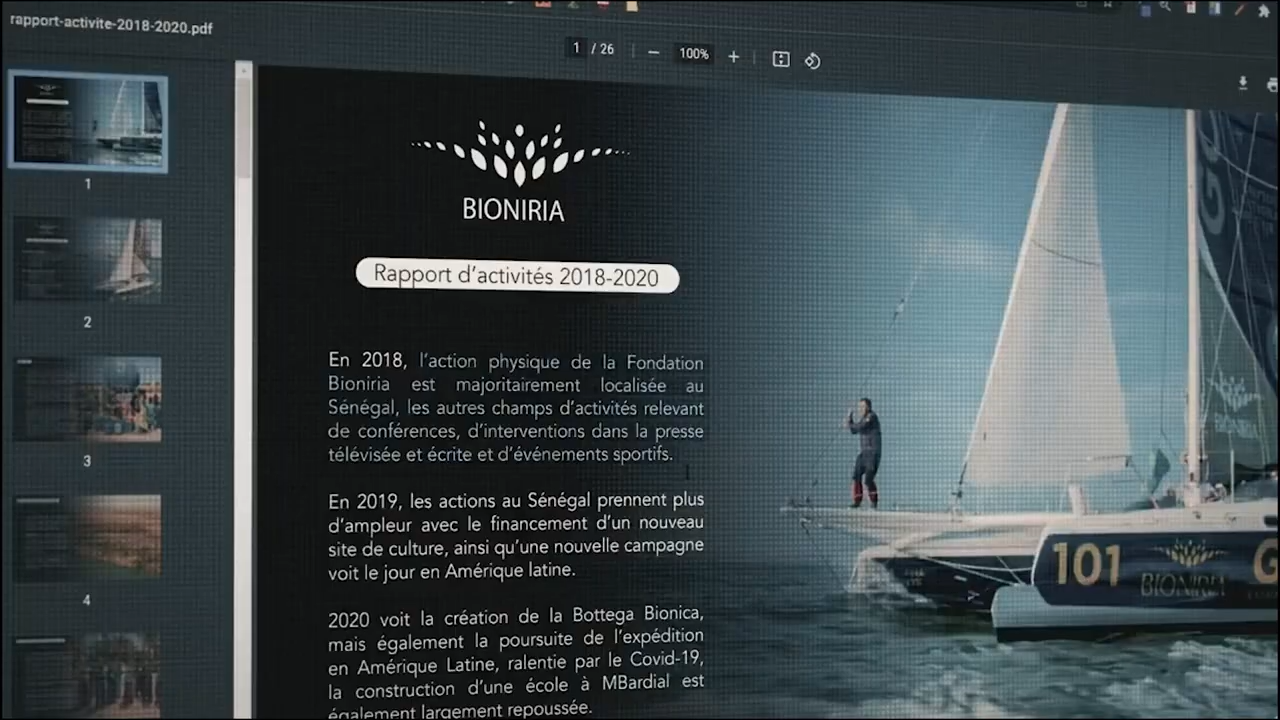 rapport-activite-2018-2020.pdf
1 / 26
100%
BIONIRIA
Rapport d'activités 2018-2020
En 2018, l'action physique de la Fondation
Bioniria est majoritairement localisée au
Sénégal, les autres champs d'activités relevant
de conférences, d'interventions dans la presse
télévisée et écrite et d'événements sportifs.
En 2019, les actions au Sénégal prennent plus
d'ampleur avec le financement d'un nouveau
site de culture, ainsi qu'une nouvelle campagne
voit le jour en Amérique latine.
2020 voit la création de la Bottega Bionica,
mais également la poursuite de l'expédition
en Amérique Latine, ralentie par le Covid-19,
la construction d'une école à MBardial est
également largement repoussée.
1
2
3
4
101
BIONIRIA
G
BIONIRIA